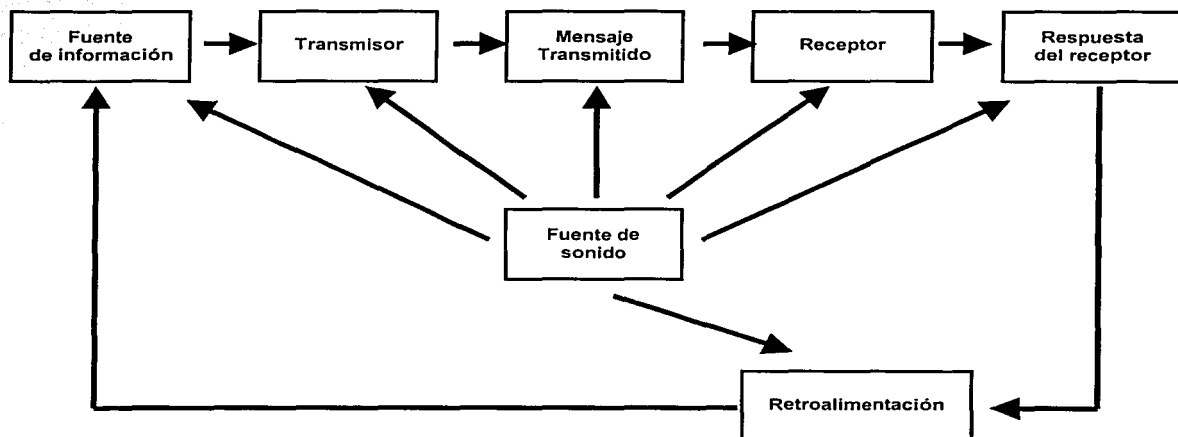 Fuente
de información
Transmisor
Mensaje
Transmitido
Receptor
Respuesta
del receptor
Fuente de
sonido
Retroalimentación